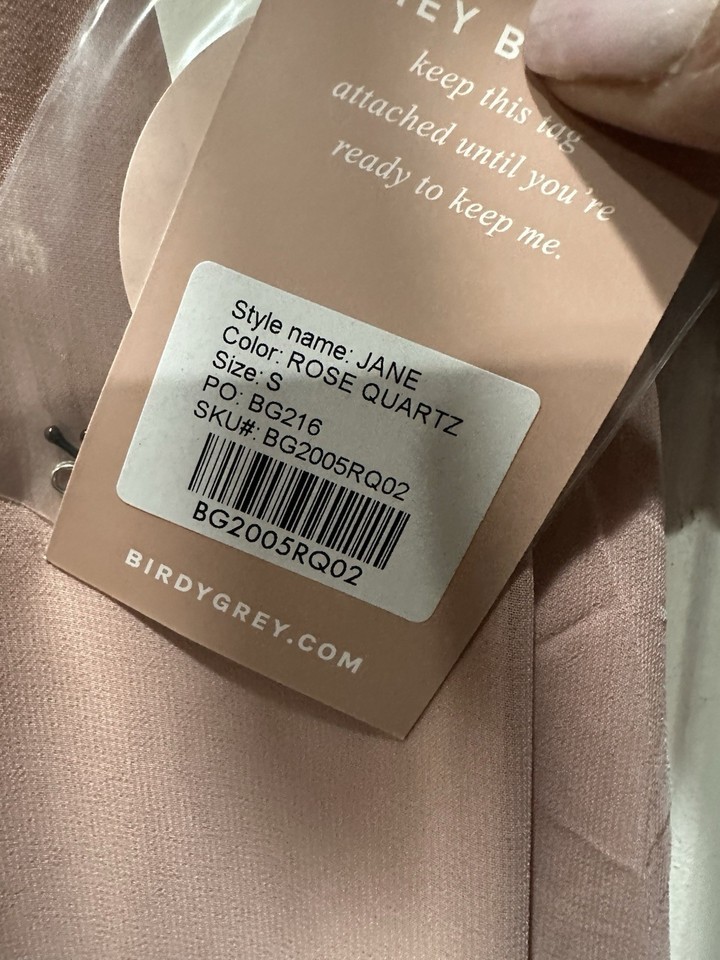 HEY B
keep this tag
attached until you're
ready to keep me.
Style name: JANE
Color: ROSE QUARTZ
Size: S
PO: BG216
SKU#: BG2005RQ02
BG2005RQ02
BIRDYGREY.COM